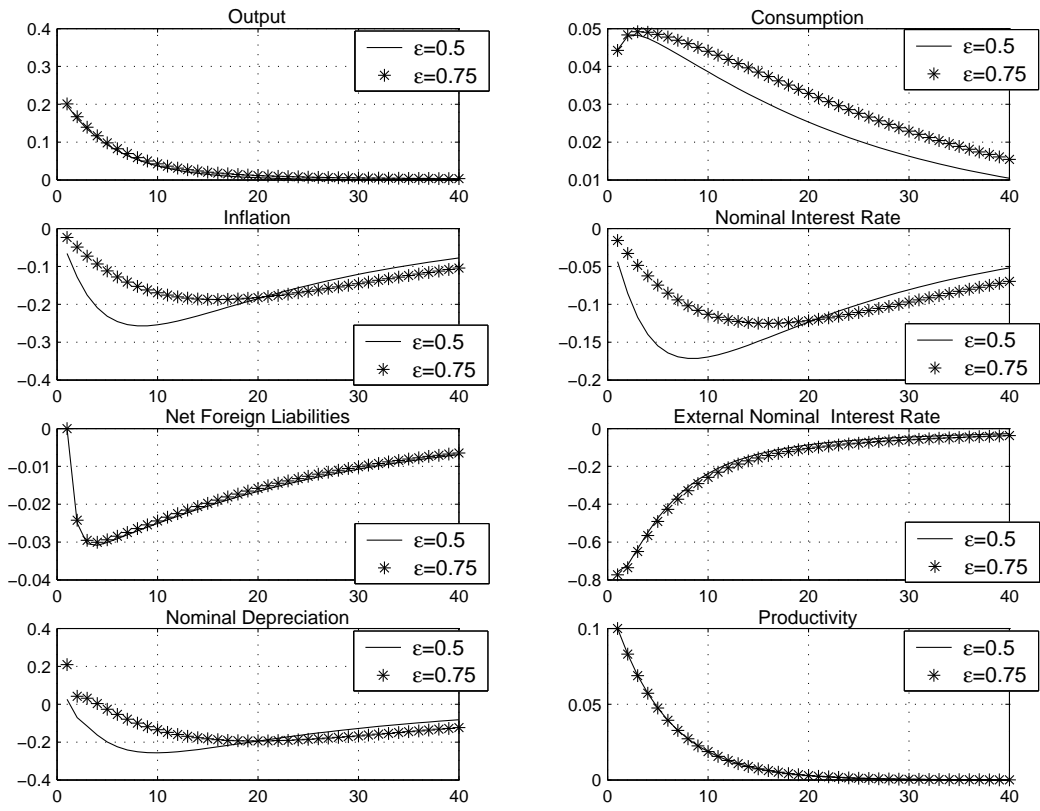 Output
0.4
0.3
0.2
0.1
0
0 10 20 30 40
ε=0.5
ε=0.75
Consumption
0.05
0.04
0.03
0.02
0.01
0 10 20 30 40
ε=0.5
ε=0.75
Inflation
0
−0.1
−0.2
−0.3
−0.4
0 10 20 30 40
ε=0.5
ε=0.75
Nominal Interest Rate
0
−0.05
−0.1
−0.15
−0.2
0 10 20 30 40
ε=0.5
ε=0.75
Net Foreign Liabilities
0
−0.01
−0.02
−0.03
−0.04
0 10 20 30 40
ε=0.5
ε=0.75
External Nominal Interest Rate
0
−0.2
−0.4
−0.6
−0.8
0 10 20 30 40
ε=0.5
ε=0.75
Nominal Depreciation
0.4
0.2
0
−0.2
−0.4
0 10 20 30 40
ε=0.5
ε=0.75
Productivity
0.1
0.05
0
0 10 20 30 40
ε=0.5
ε=0.75